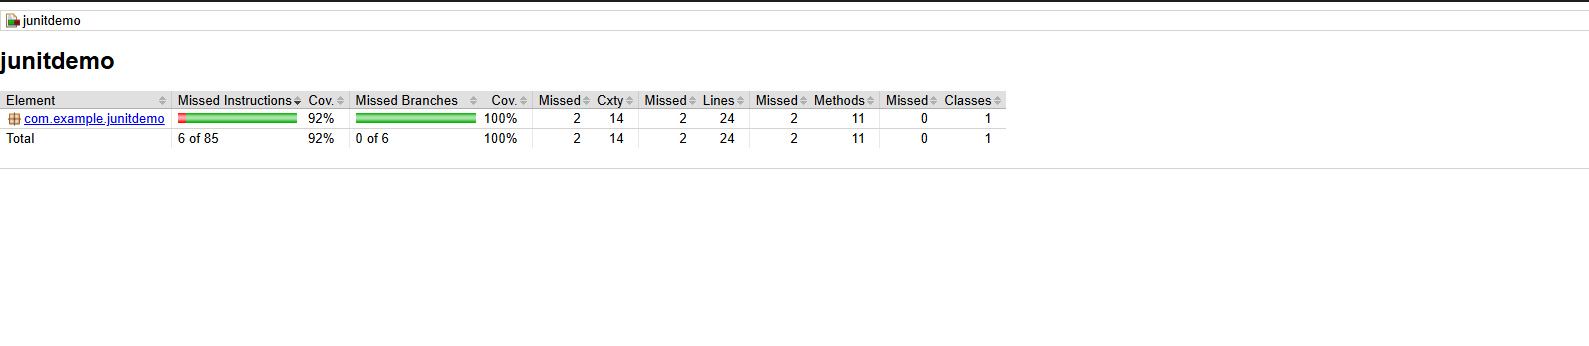 junitdemo
junitdemo
Element Missed Instructions Cov. Missed Branches Cov. Missed Cxty Missed Lines Missed Methods Missed Classes
com.example.junitdemo 92% 100% 2 14 2 24 2 11 0 1
Total 6 of 85 92% 0 of 6 100% 2 14 2 24 2 11 0 1